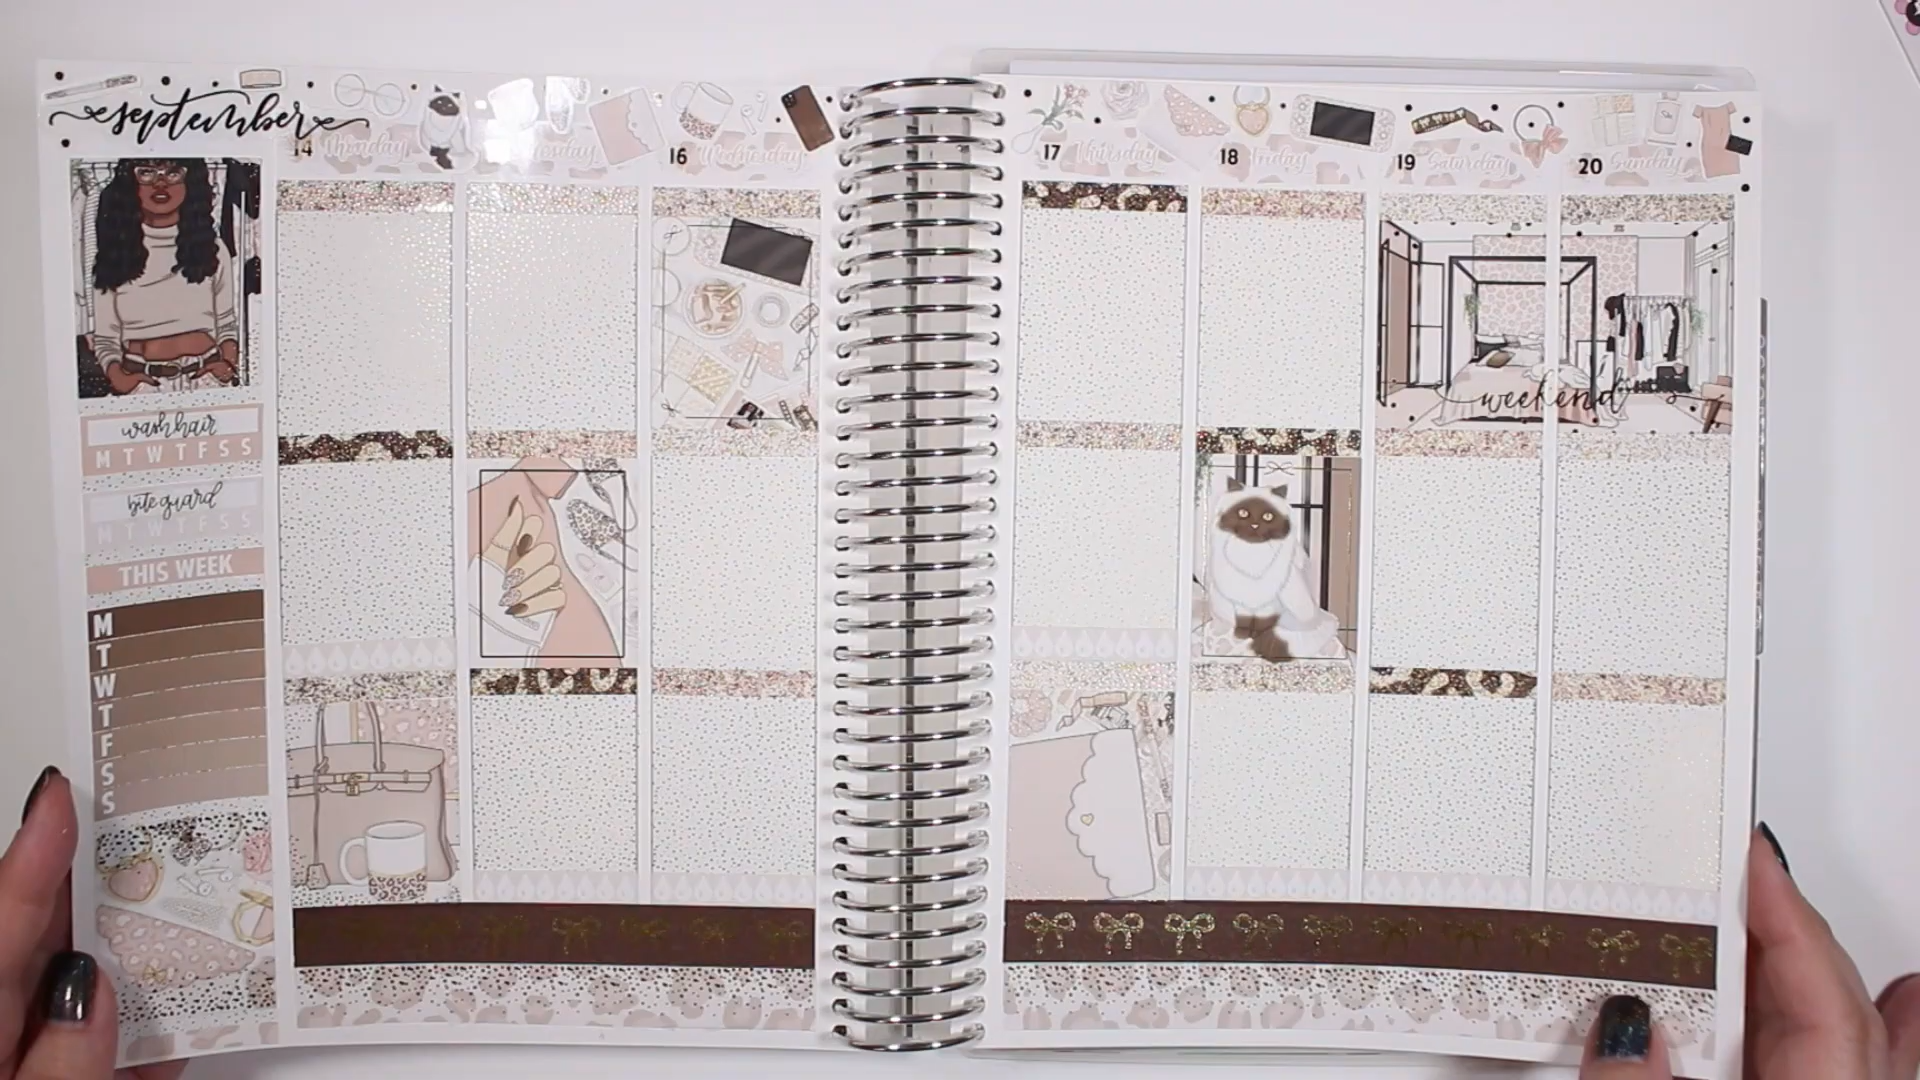 september
14 Monday
16 Wednesday
17 Thursday
18 Friday
19 Saturday
20 Sunday
wash hair
M T W T F S S
bite guard
M T W T F S S
THIS WEEK
M
T
W
T
F
S
S
weekend